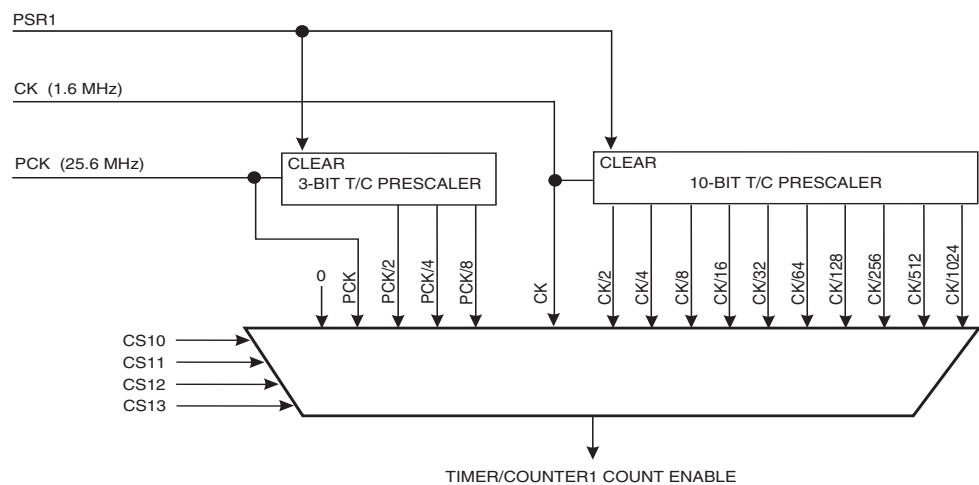 PSR1
CK (1.6 MHz)
PCK (25.6 MHz)
CLEAR
3-BIT T/C PRESCALER
CLEAR
10-BIT T/C PRESCALER
0
PCK
PCK/2
PCK/4
PCK/8
CK
CK/2
CK/4
CK/8
CK/16
CK/32
CK/64
CK/128
CK/256
CK/512
CK/1024
CS10
CS11
CS12
CS13
TIMER/COUNTER1 COUNT ENABLE